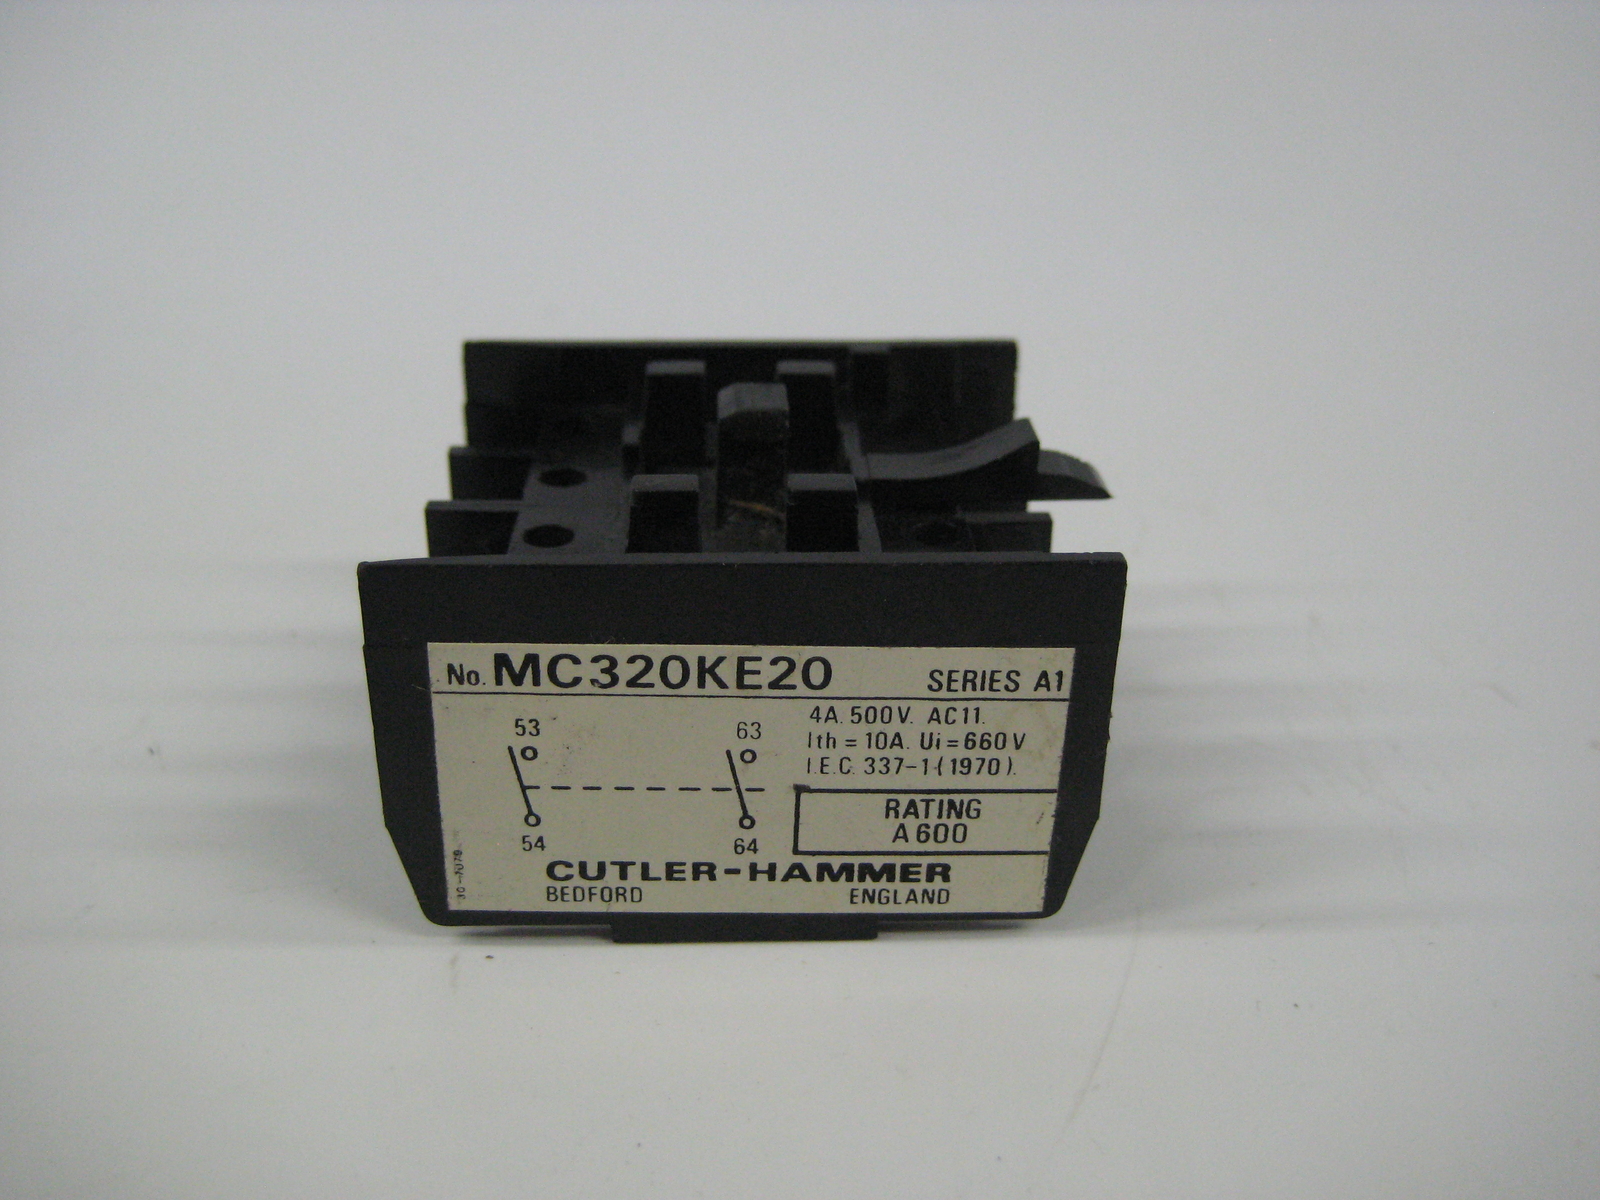 No. MC320KE20 SERIES A1
4A. 500V. AC11.
Ith = 10A. Ui = 660V
I.E.C. 337-1 (1970).
53 63
54 64
RATING
A600
CUTLER-HAMMER
BEDFORD ENGLAND